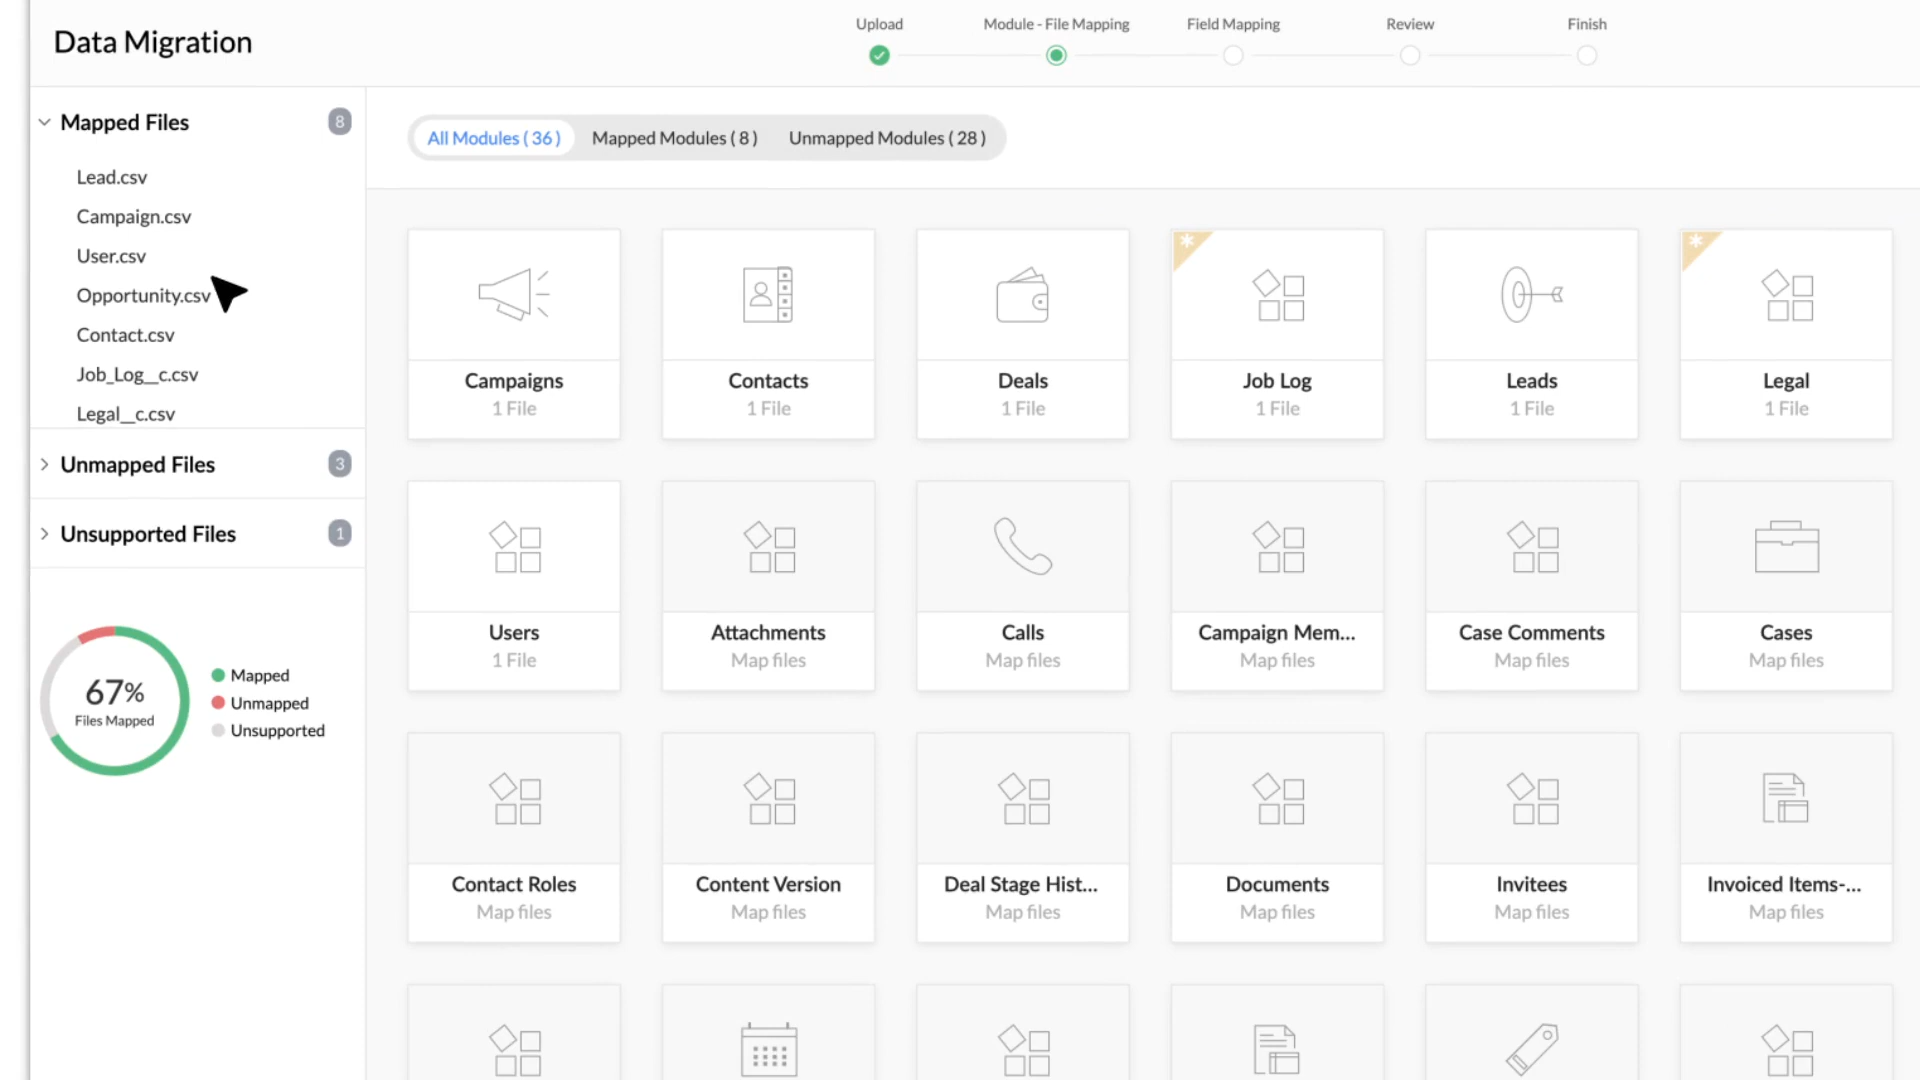 Data Migration
Upload
Module - File Mapping
Field Mapping
Review
Finish
Mapped Files
8
Lead.csv
Campaign.csv
User.csv
Opportunity.csv
Contact.csv
Job_Log__c.csv
Legal__c.csv
Unmapped Files
3
Unsupported Files
1
67%
Files Mapped
Mapped
Unmapped
Unsupported
All Modules ( 36 )
Mapped Modules ( 8 )
Unmapped Modules ( 28 )
Campaigns
1 File
Contacts
1 File
Deals
1 File
Job Log
1 File
Leads
1 File
Legal
1 File
Users
1 File
Attachments
Map files
Calls
Map files
Campaign Mem...
Map files
Case Comments
Map files
Cases
Map files
Contact Roles
Map files
Content Version
Map files
Deal Stage Hist...
Map files
Documents
Map files
Invitees
Map files
Invoiced Items-...
Map files